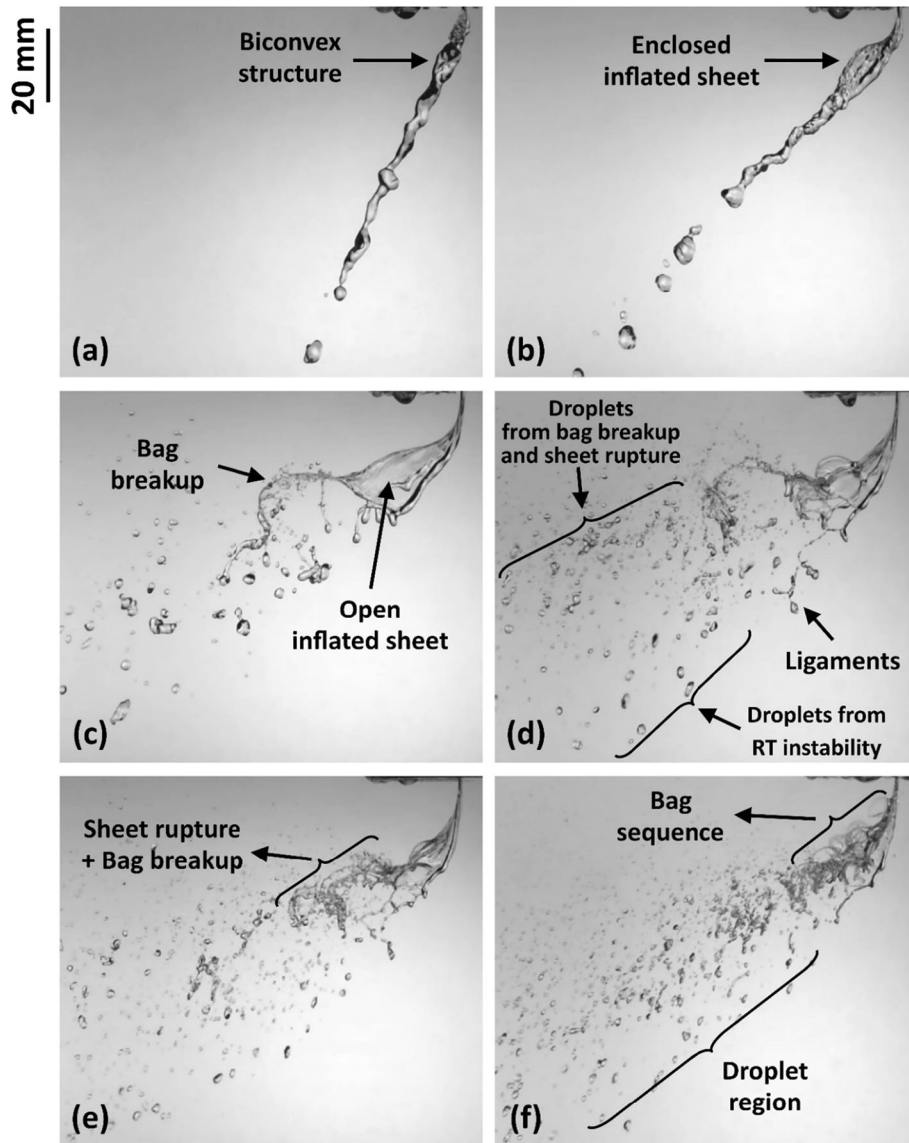 20 mm
Biconvex
structure
(a)
Enclosed
inflated sheet
(b)
Bag
breakup
Open
inflated sheet
(c)
Droplets
from bag breakup
and sheet rupture
Ligaments
Droplets from
RT instability
(d)
Sheet rupture
+ Bag breakup
(e)
Bag
sequence
Droplet
region
(f)